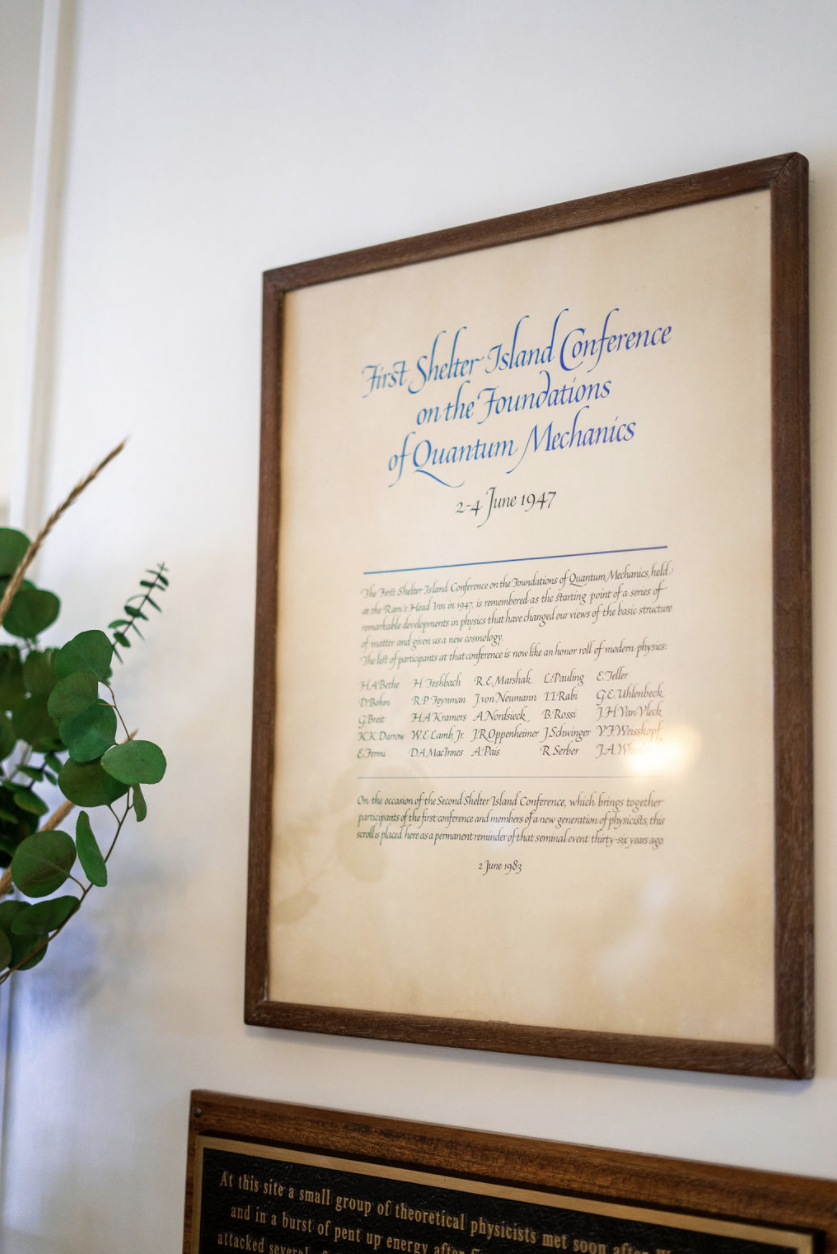 First Shelter Island Conference
on the Foundations
of Quantum Mechanics
2-4 June 1947
The First Shelter Island Conference on the Foundations of Quantum Mechanics, held
at the Ram's Head Inn in 1947, is remembered as the starting point of a series of
remarkable developments in physics that have changed our views of the basic structure
of matter and given us a new cosmology.
The list of participants at that conference is now like an honor roll of modern physics:
H.A.Bethe H.Feshbach R.E.Marshak L.Pauling E.Teller
D.Bohm R.P.Feynman J.von Neumann I.I.Rabi G.E.Uhlenbeck
G.Breit H.A.Kramers A.Nordsieck B.Rossi J.H.Van Vleck
K.K.Darrow W.E.Lamb, Jr. J.R.Oppenheimer J.Schwinger V.F.Weisskopf
E.Fermi D.A.MacInnes A.Pais R.Serber J.A.
On the occasion of the Second Shelter Island Conference, which brings together
participants of the first conference and members of a new generation of physicists, this
scroll is placed here as a permanent reminder of that seminal event thirty-six years ago
2 June 1983
At this site a small group of theoretical physicists met soon
and in a burst of pent up energy after
attacked